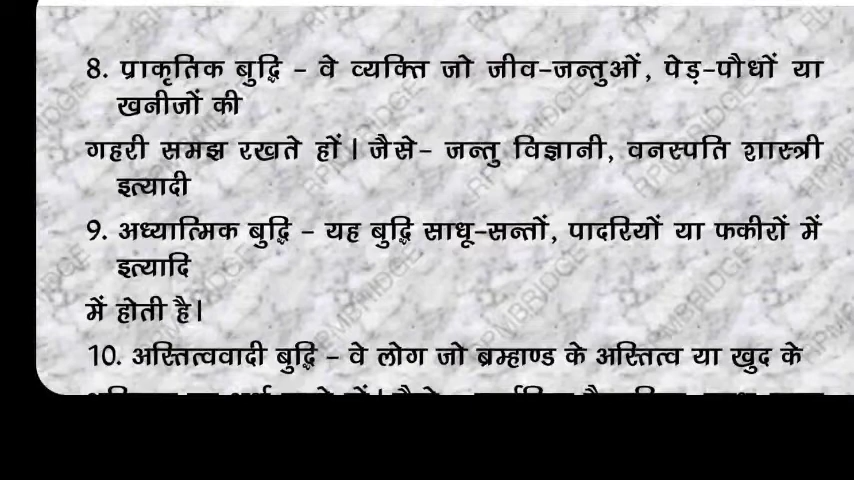 8. प्राकृतिक बुद्धि - वे व्यक्ति जो जीव-जन्तुओं, पेड़-पौधों या
खनीजों की
गहरी समझ रखते हों। जैसे- जन्तु विज्ञानी, वनस्पति शास्त्री
इत्यादी
9. अध्यात्मिक बुद्धि - यह बुद्धि साधू-सन्तों, पादरियों या फकीरों में
इत्यादि
में होती है।
10. अस्तित्ववादी बुद्धि - वे लोग जो ब्रम्हाण्ड के अस्तित्व या खुद के